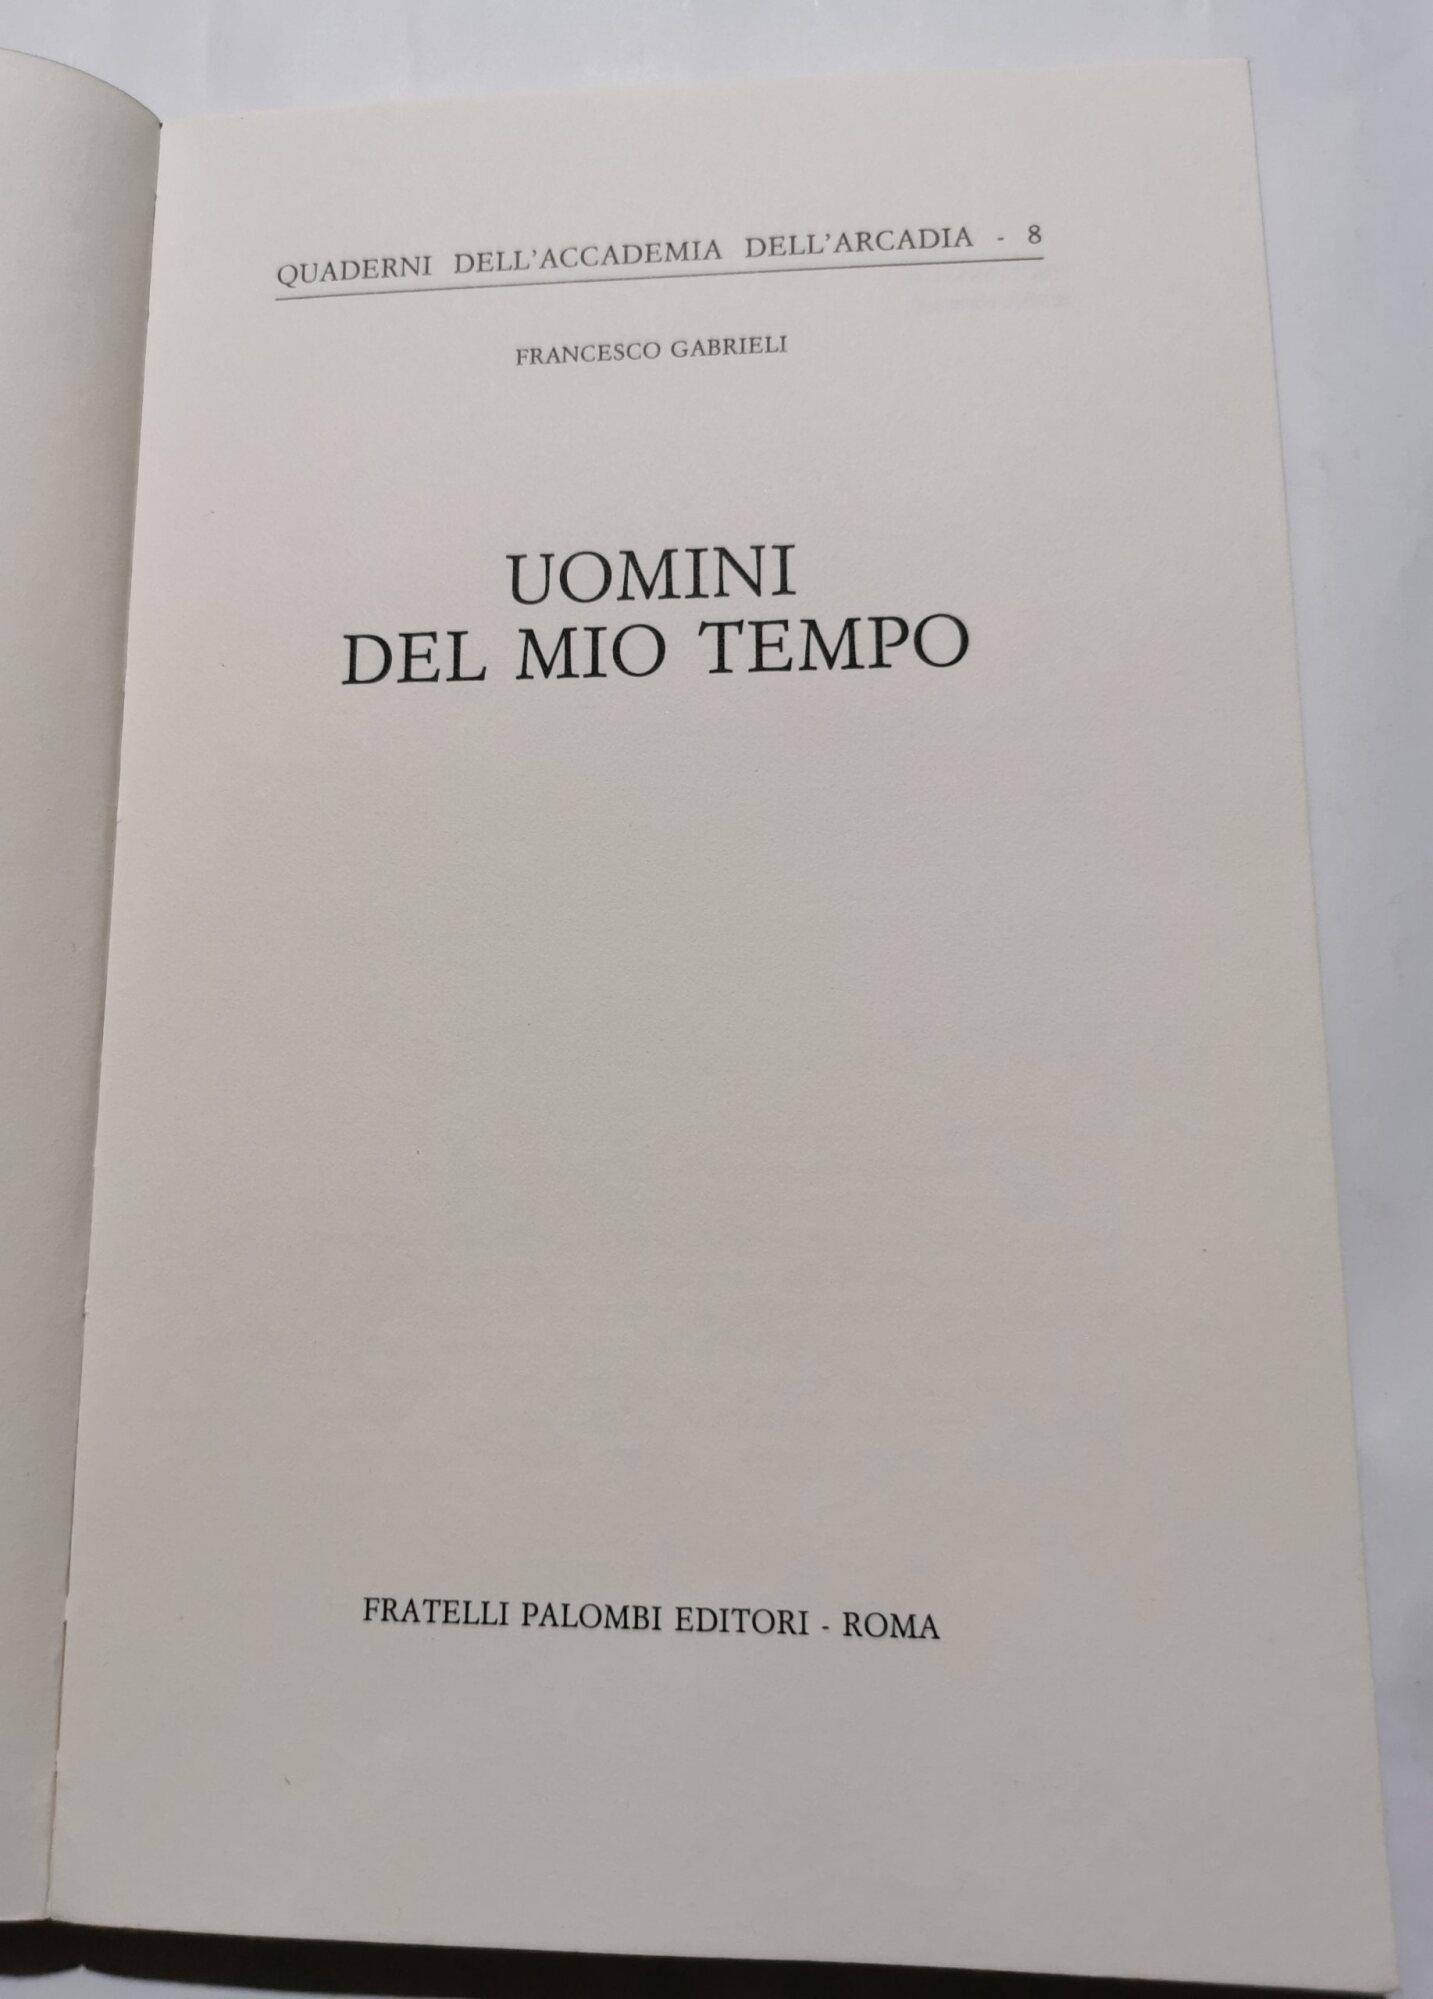 QUADERNI DELL'ACCADEMIA DELL'ARCADIA - 8
FRANCESCO GABRIELI
UOMINI
DEL MIO TEMPO
FRATELLI PALOMBI EDITORI - ROMA